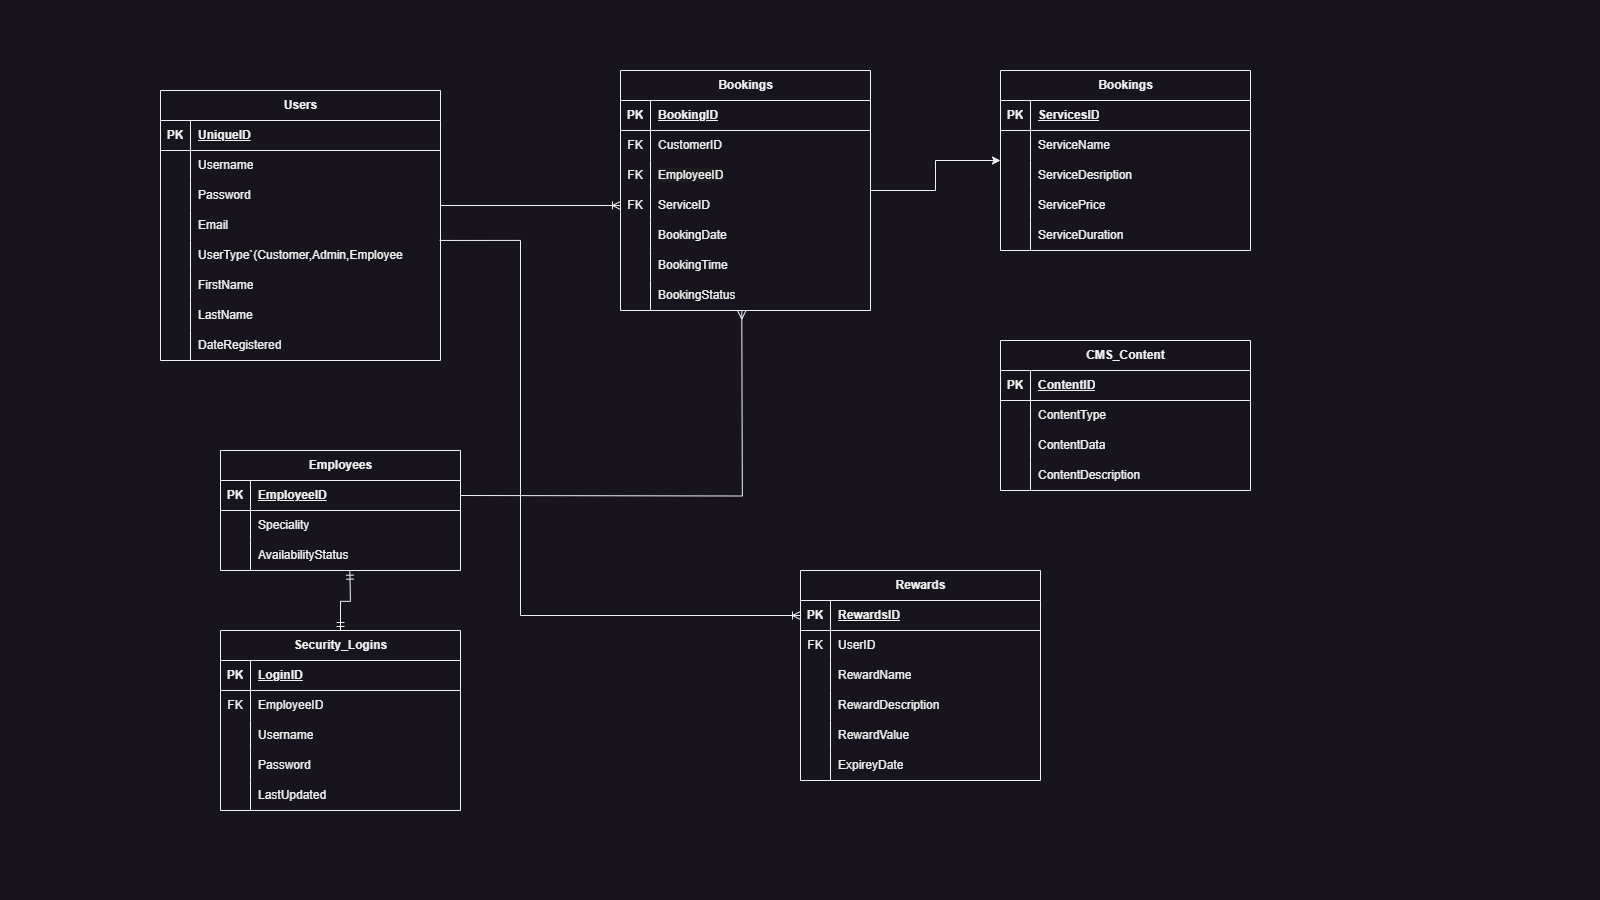 Users
PK UniqueID
Username
Password
Email
UserType`(Customer,Admin,Employee
FirstName
LastName
DateRegistered
Bookings
PK BookingID
FK CustomerID
FK EmployeeID
FK ServiceID
BookingDate
BookingTime
BookingStatus
Bookings
PK ServicesID
ServiceName
ServiceDesription
ServicePrice
ServiceDuration
CMS_Content
PK ContentID
ContentType
ContentData
ContentDescription
Employees
PK EmployeeID
Speciality
AvailabilityStatus
Security_Logins
PK LoginID
FK EmployeeID
Username
Password
LastUpdated
Rewards
PK RewardsID
FK UserID
RewardName
RewardDescription
RewardValue
ExpireyDate